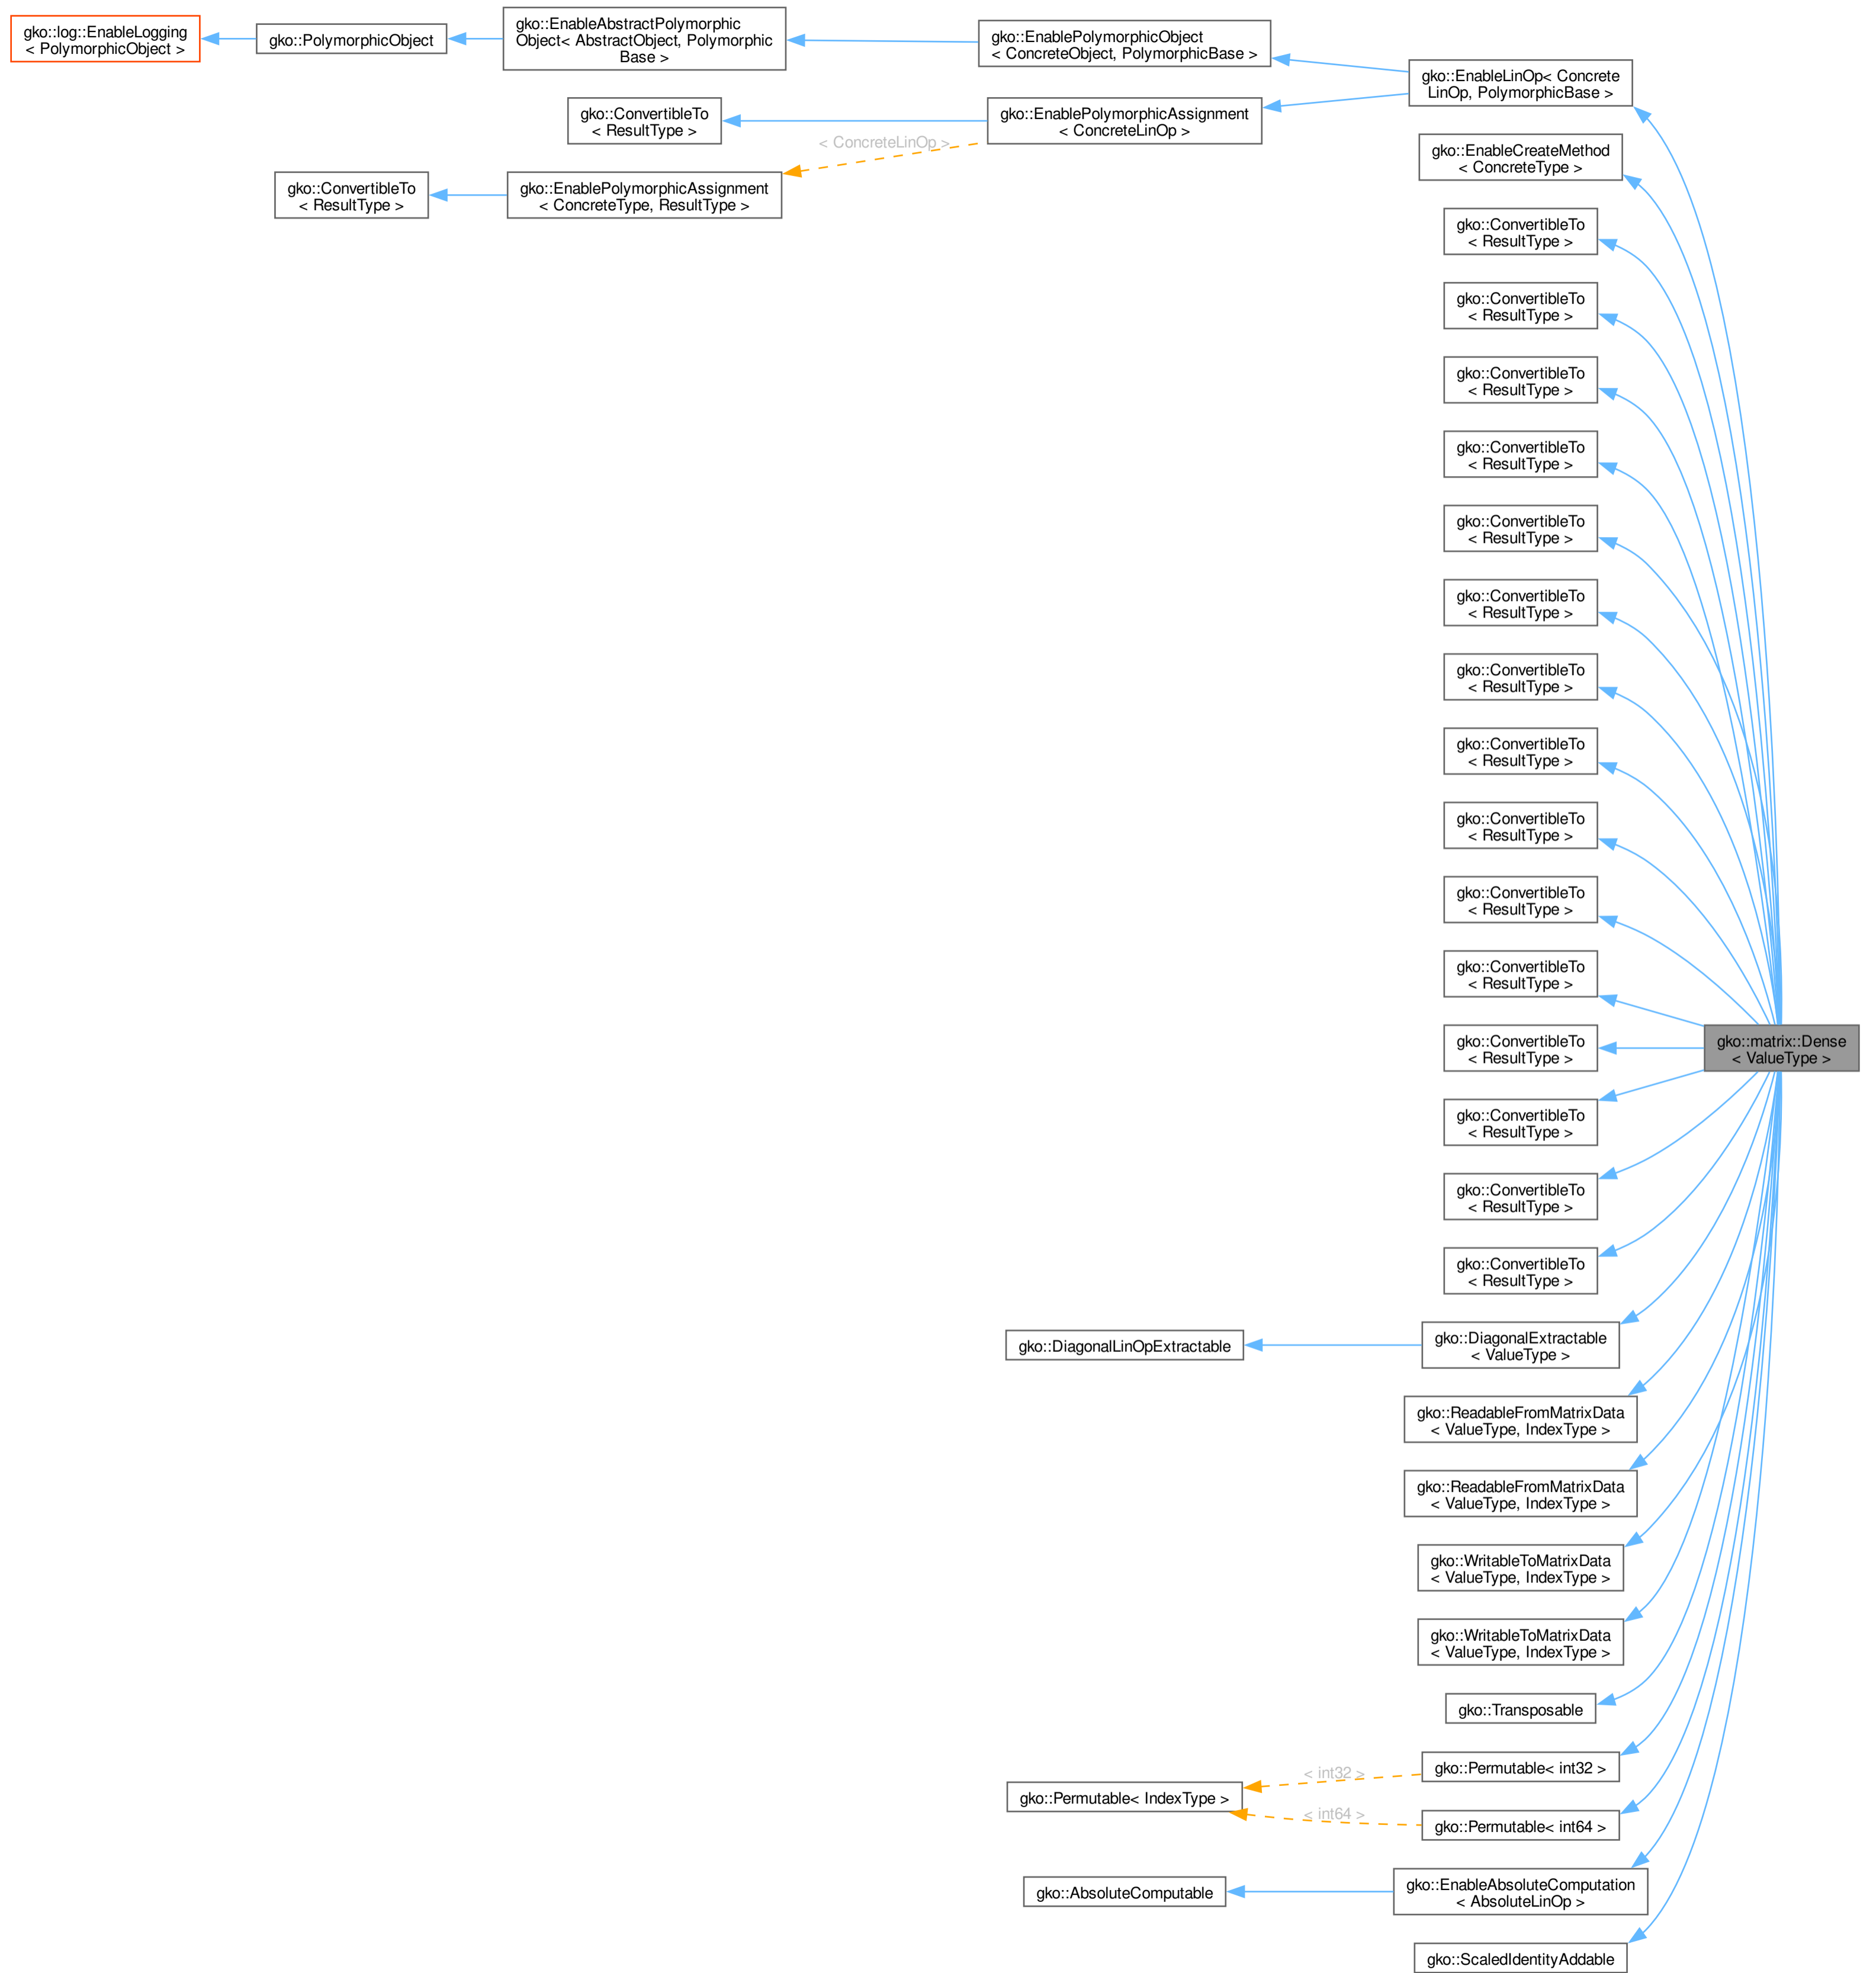 gko::log::EnableLogging
< PolymorphicObject >
gko::PolymorphicObject
gko::EnableAbstractPolymorphic
Object< AbstractObject, Polymorphic
Base >
gko::EnablePolymorphicObject
< ConcreteObject, PolymorphicBase >
gko::EnableLinOp< Concrete
LinOp, PolymorphicBase >
gko::ConvertibleTo
< ResultType >
gko::EnablePolymorphicAssignment
< ConcreteLinOp >
< ConcreteLinOp >
gko::EnableCreateMethod
< ConcreteType >
gko::ConvertibleTo
< ResultType >
gko::EnablePolymorphicAssignment
< ConcreteType, ResultType >
gko::ConvertibleTo
< ResultType >
gko::ConvertibleTo
< ResultType >
gko::ConvertibleTo
< ResultType >
gko::ConvertibleTo
< ResultType >
gko::ConvertibleTo
< ResultType >
gko::ConvertibleTo
< ResultType >
gko::ConvertibleTo
< ResultType >
gko::ConvertibleTo
< ResultType >
gko::ConvertibleTo
< ResultType >
gko::ConvertibleTo
< ResultType >
gko::ConvertibleTo
< ResultType >
gko::ConvertibleTo
< ResultType >
gko::matrix::Dense
< ValueType >
gko::ConvertibleTo
< ResultType >
gko::ConvertibleTo
< ResultType >
gko::ConvertibleTo
< ResultType >
gko::DiagonalLinOpExtractable
gko::DiagonalExtractable
< ValueType >
gko::ReadableFromMatrixData
< ValueType, IndexType >
gko::ReadableFromMatrixData
< ValueType, IndexType >
gko::WritableToMatrixData
< ValueType, IndexType >
gko::WritableToMatrixData
< ValueType, IndexType >
gko::Transposable
< int32 >
gko::Permutable< int32 >
gko::Permutable< IndexType >
< int64 >
gko::Permutable< int64 >
gko::AbsoluteComputable
gko::EnableAbsoluteComputation
< AbsoluteLinOp >
gko::ScaledIdentityAddable